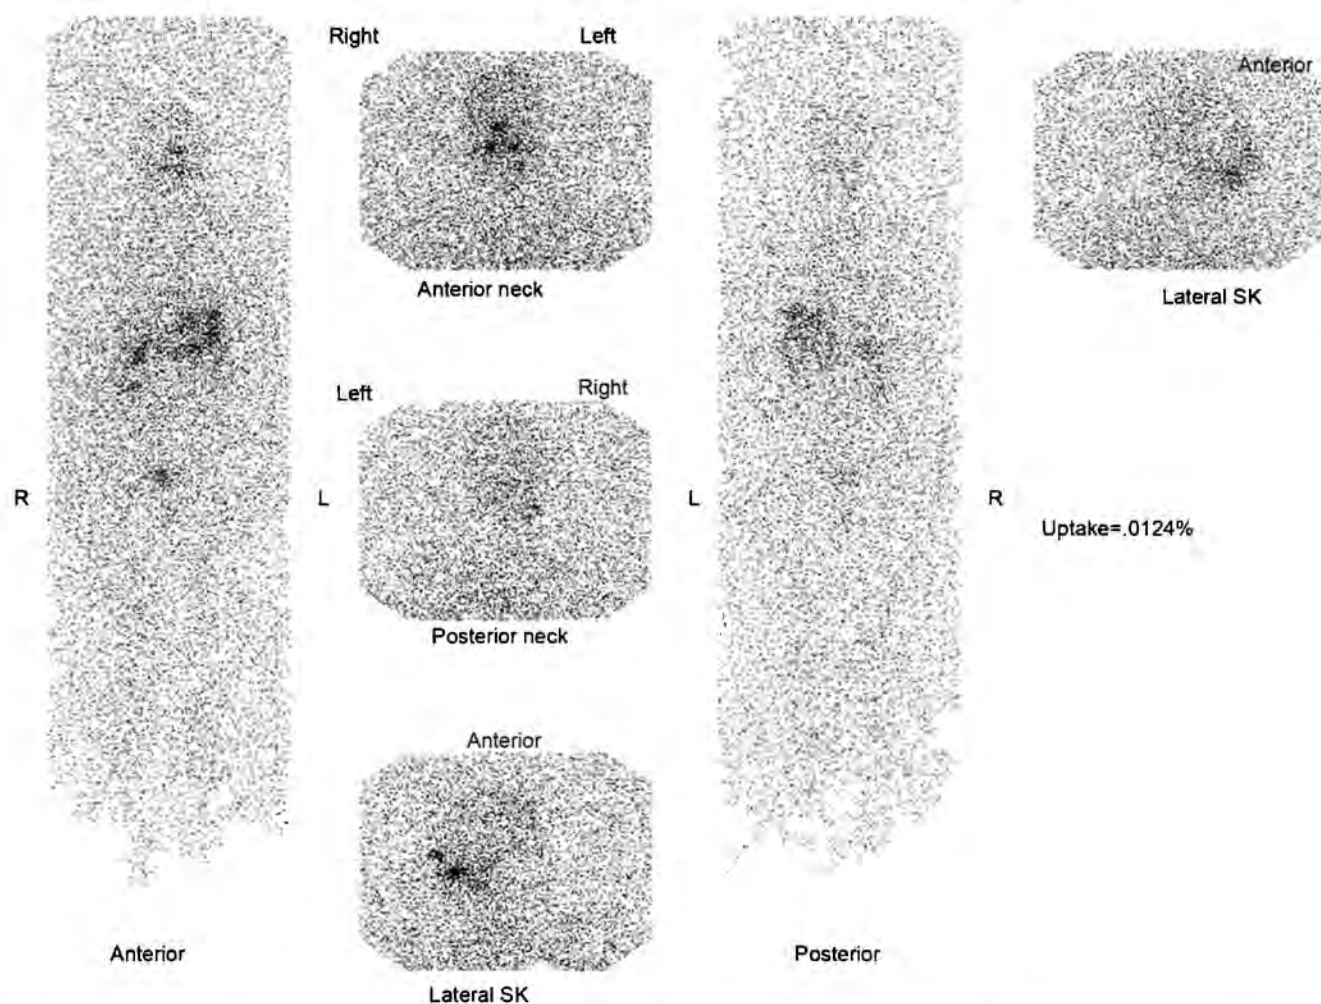 Right
Left
Anterior neck
Left
Right
Posterior neck
Anterior
Lateral SK
R
L
Anterior
L
R
Posterior
Anterior
Lateral SK
Uptake=.0124%